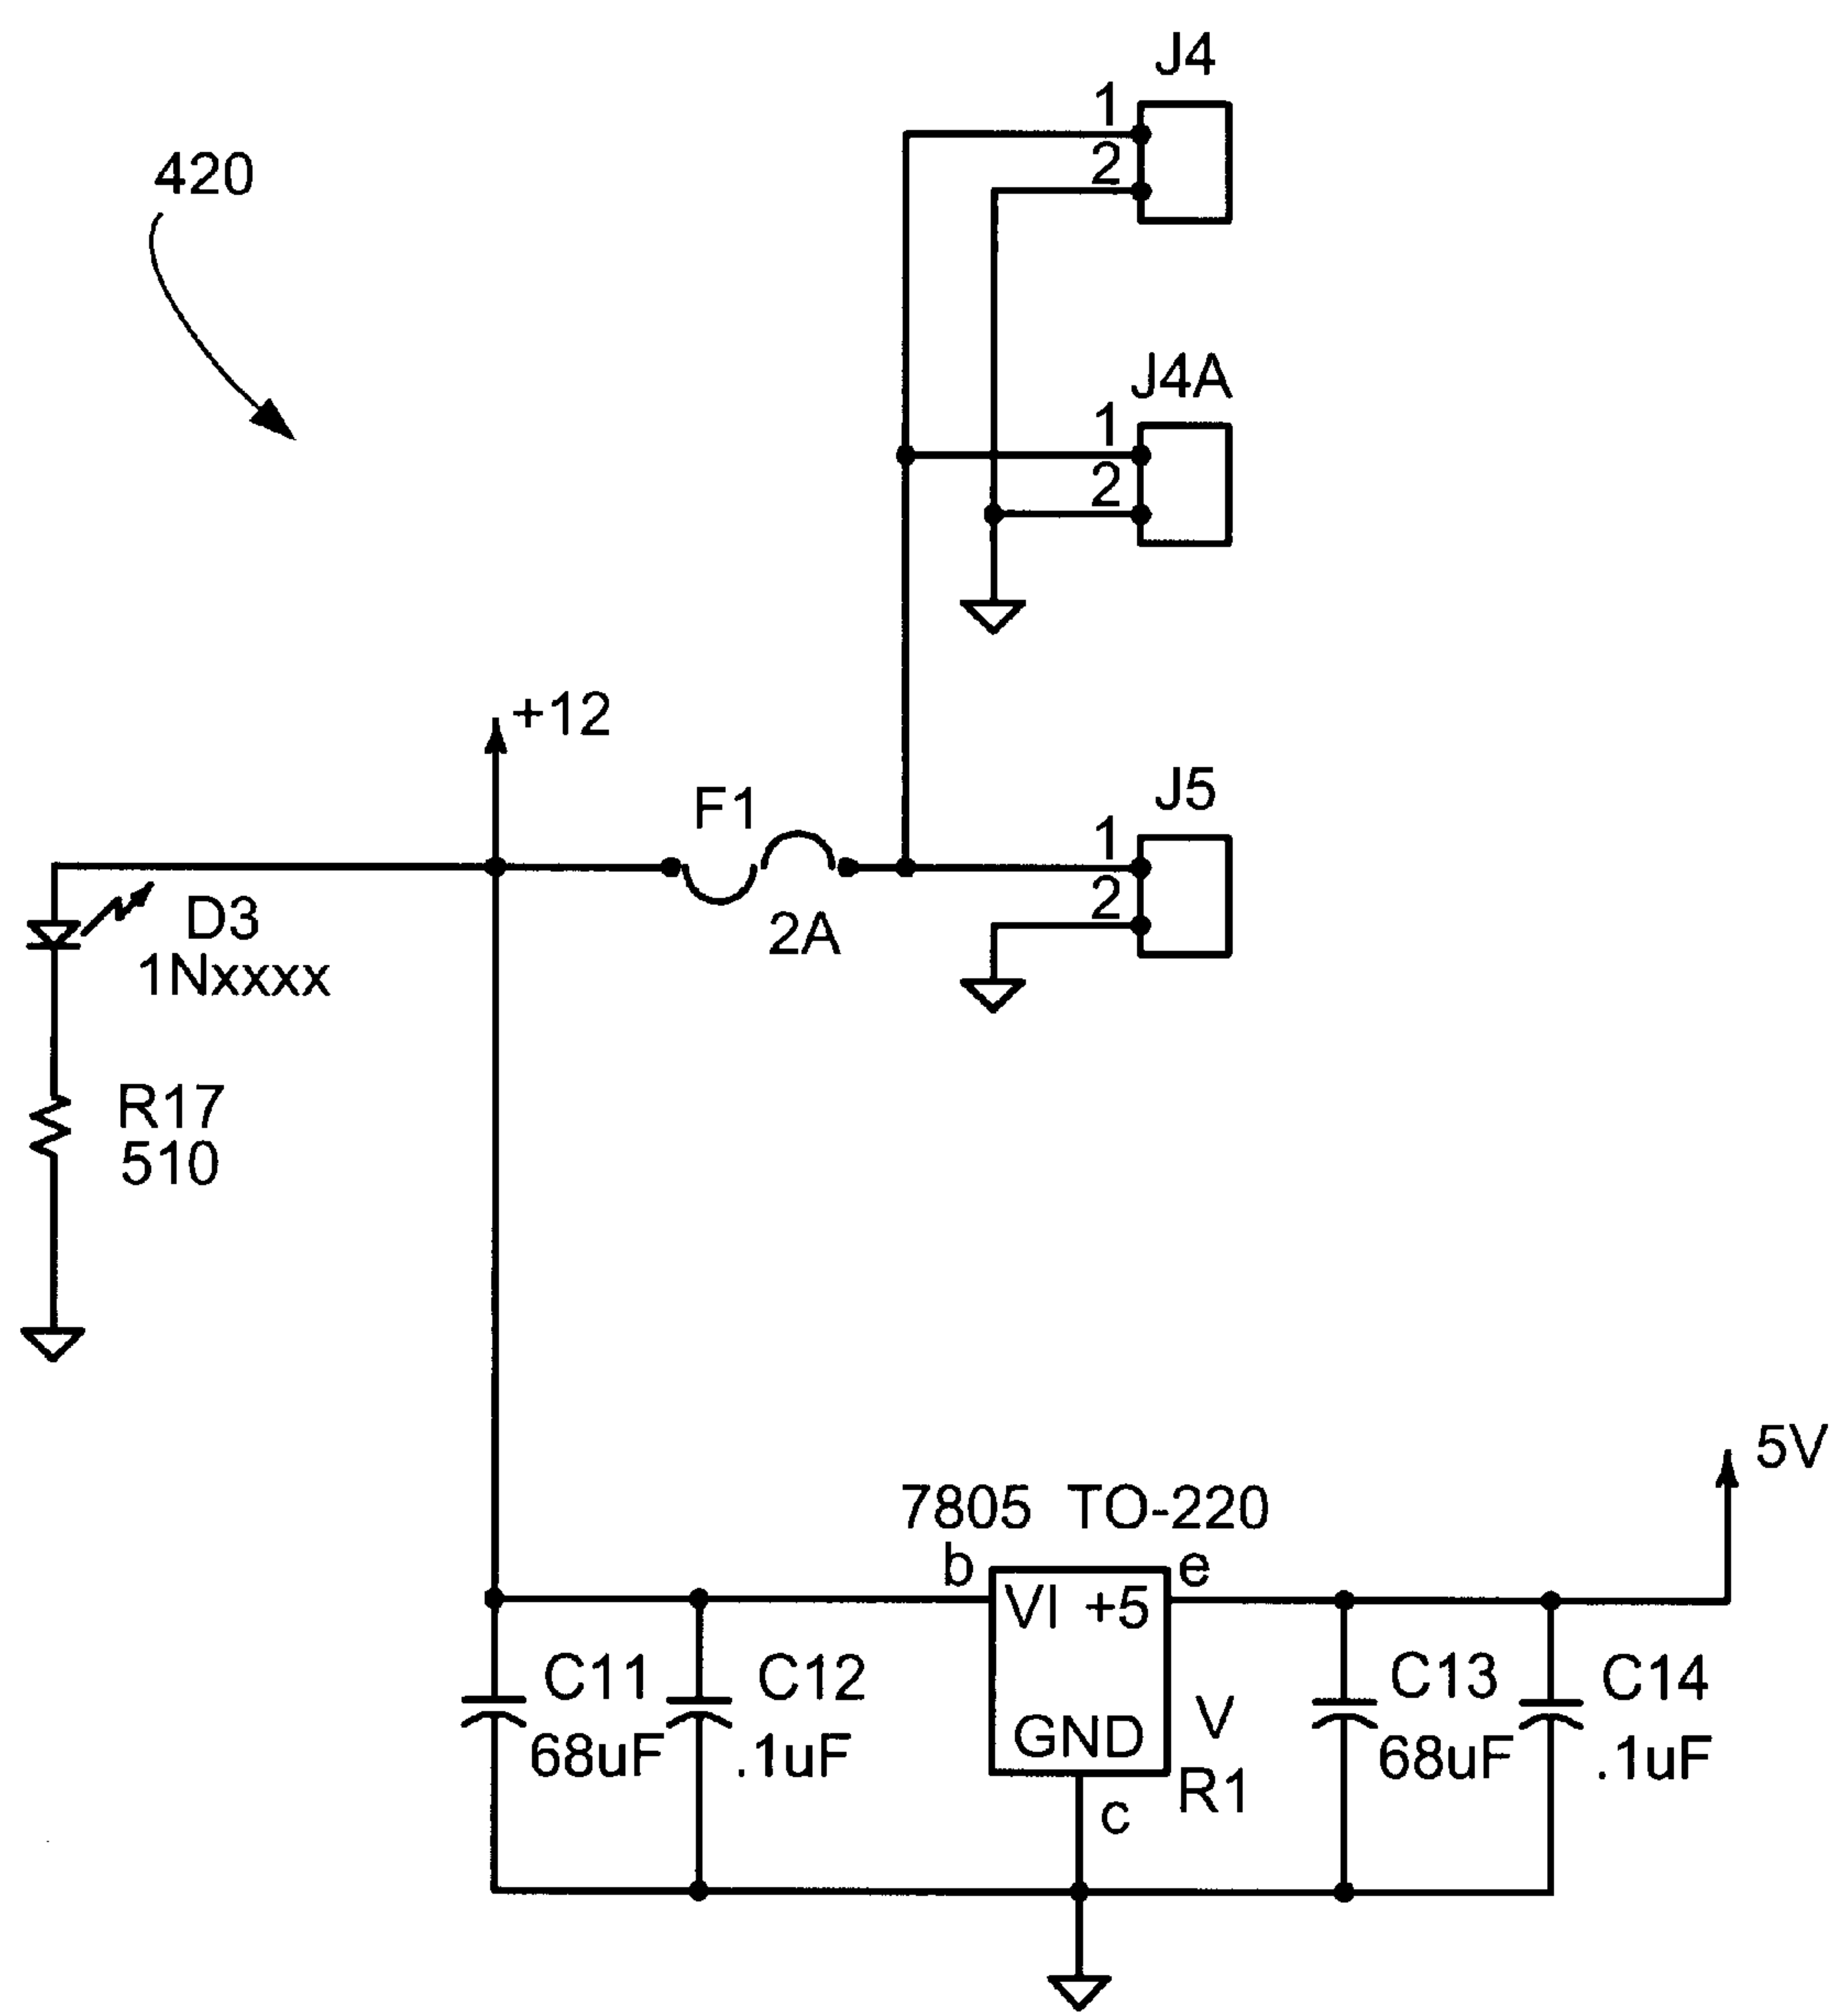 J4
1
2
420
J4A
1
2
+12
J5
F1
1
2
2A
D3
1Nxxxx
R17
510
5V
7805 TO-220
b
e
VI +5
C11
68uF
C12
.1uF
GND
V
R1
c
C13
68uF
C14
.1uF